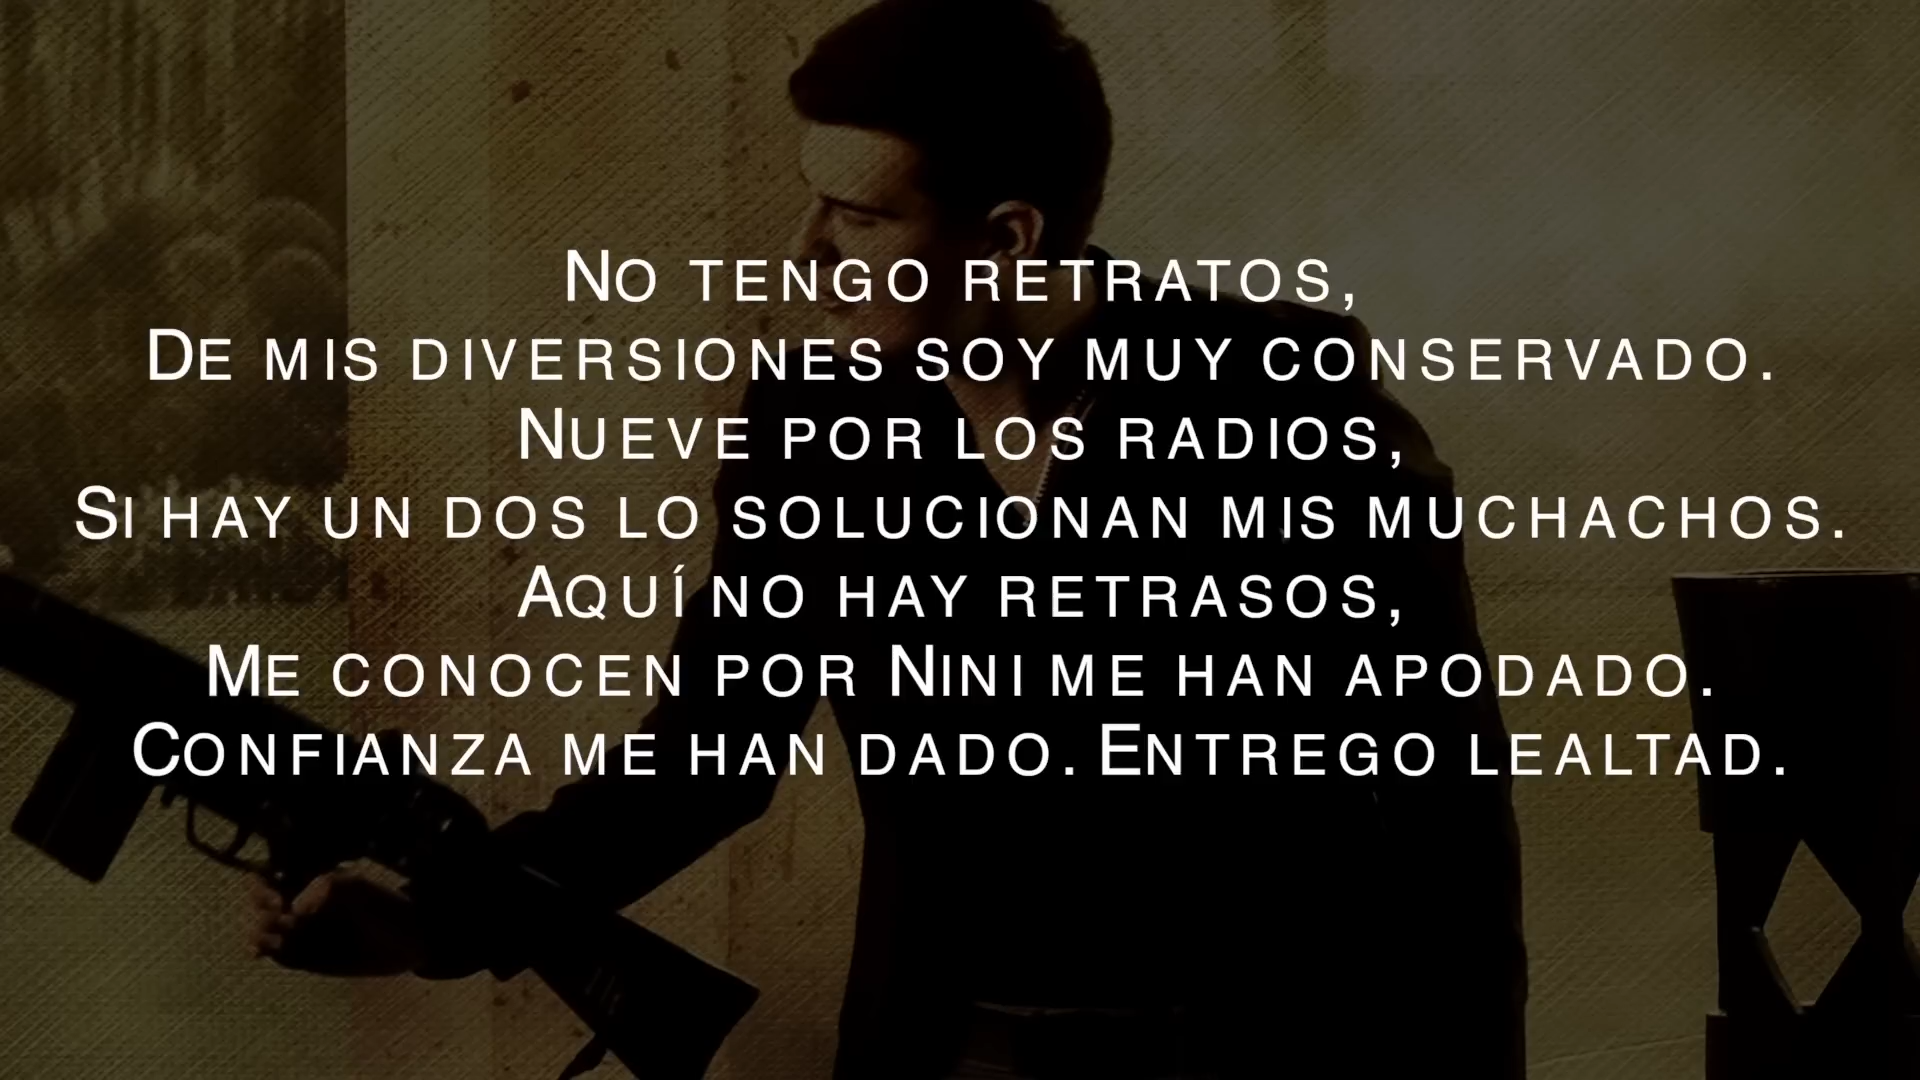 No tengo retratos,
De mis diversiones soy muy conservado.
Nueve por los radios,
Si hay un dos lo solucionan mis muchachos.
Aquí no hay retrasos,
Me conocen por Nini me han apodado.
Confianza me han dado. Entrego lealtad.